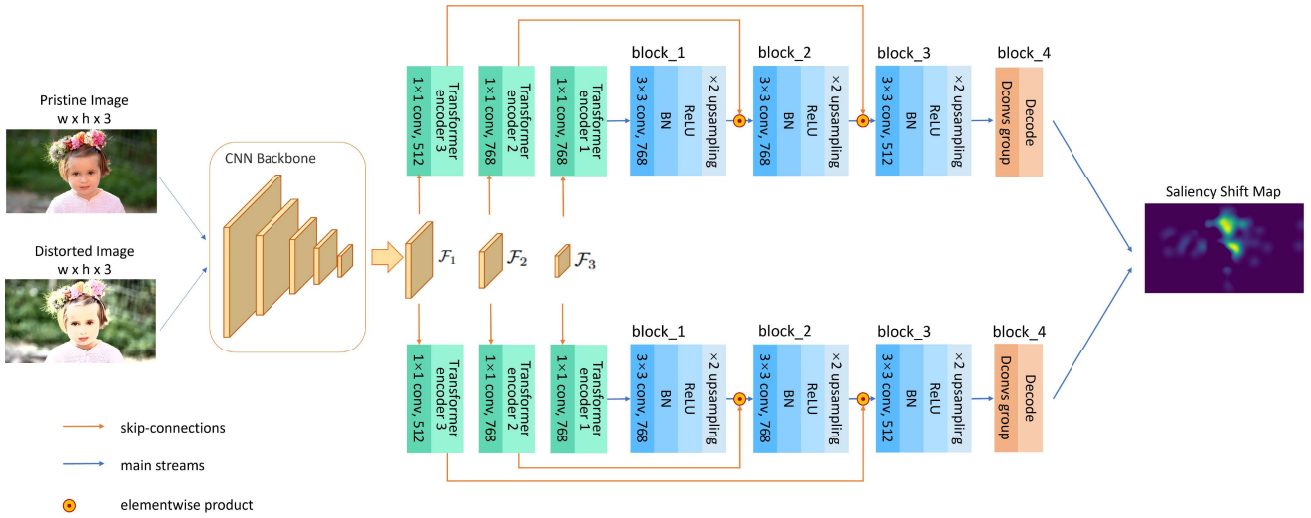 Pristine Image
w x h x 3
Distorted Image
w x h x 3
CNN Backbone
1×1 conv, 512
Transformer
encoder 3
1×1 conv, 768
Transformer
encoder 2
1×1 conv, 768
Transformer
encoder 1
block_1
3×3 conv, 768
BN
ReLU
×2 upsampling
block_2
3×3 conv, 768
BN
ReLU
×2 upsampling
block_3
3×3 conv, 512
BN
ReLU
×2 upsampling
block_4
Dconvs group
Decode
F1
F2
F3
1×1 conv, 512
Transformer
encoder 3
1×1 conv, 768
Transformer
encoder 2
1×1 conv, 768
Transformer
encoder 1
block_1
3×3 conv, 768
BN
ReLU
×2 upsampling
block_2
3×3 conv, 768
BN
ReLU
×2 upsampling
block_3
3×3 conv, 512
BN
ReLU
×2 upsampling
block_4
Dconvs group
Decode
Saliency Shift Map
skip-connections
main streams
elementwise product